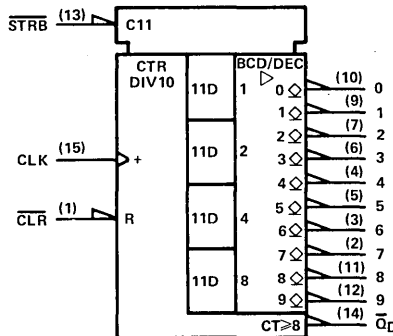 STRB (13) C11
CTR DIV10 BCD/DEC
11D 1 0 (10) 0
1 (9) 1
11D 2 2 (7) 2
CLK (15) + 3 (6) 3
4 (4) 4
11D 4 5 (5) 5
CLR (1) R 6 (3) 6
7 (2) 7
11D 8 8 (11) 8
9 (12) 9
CT≥8 (14) Q̅D